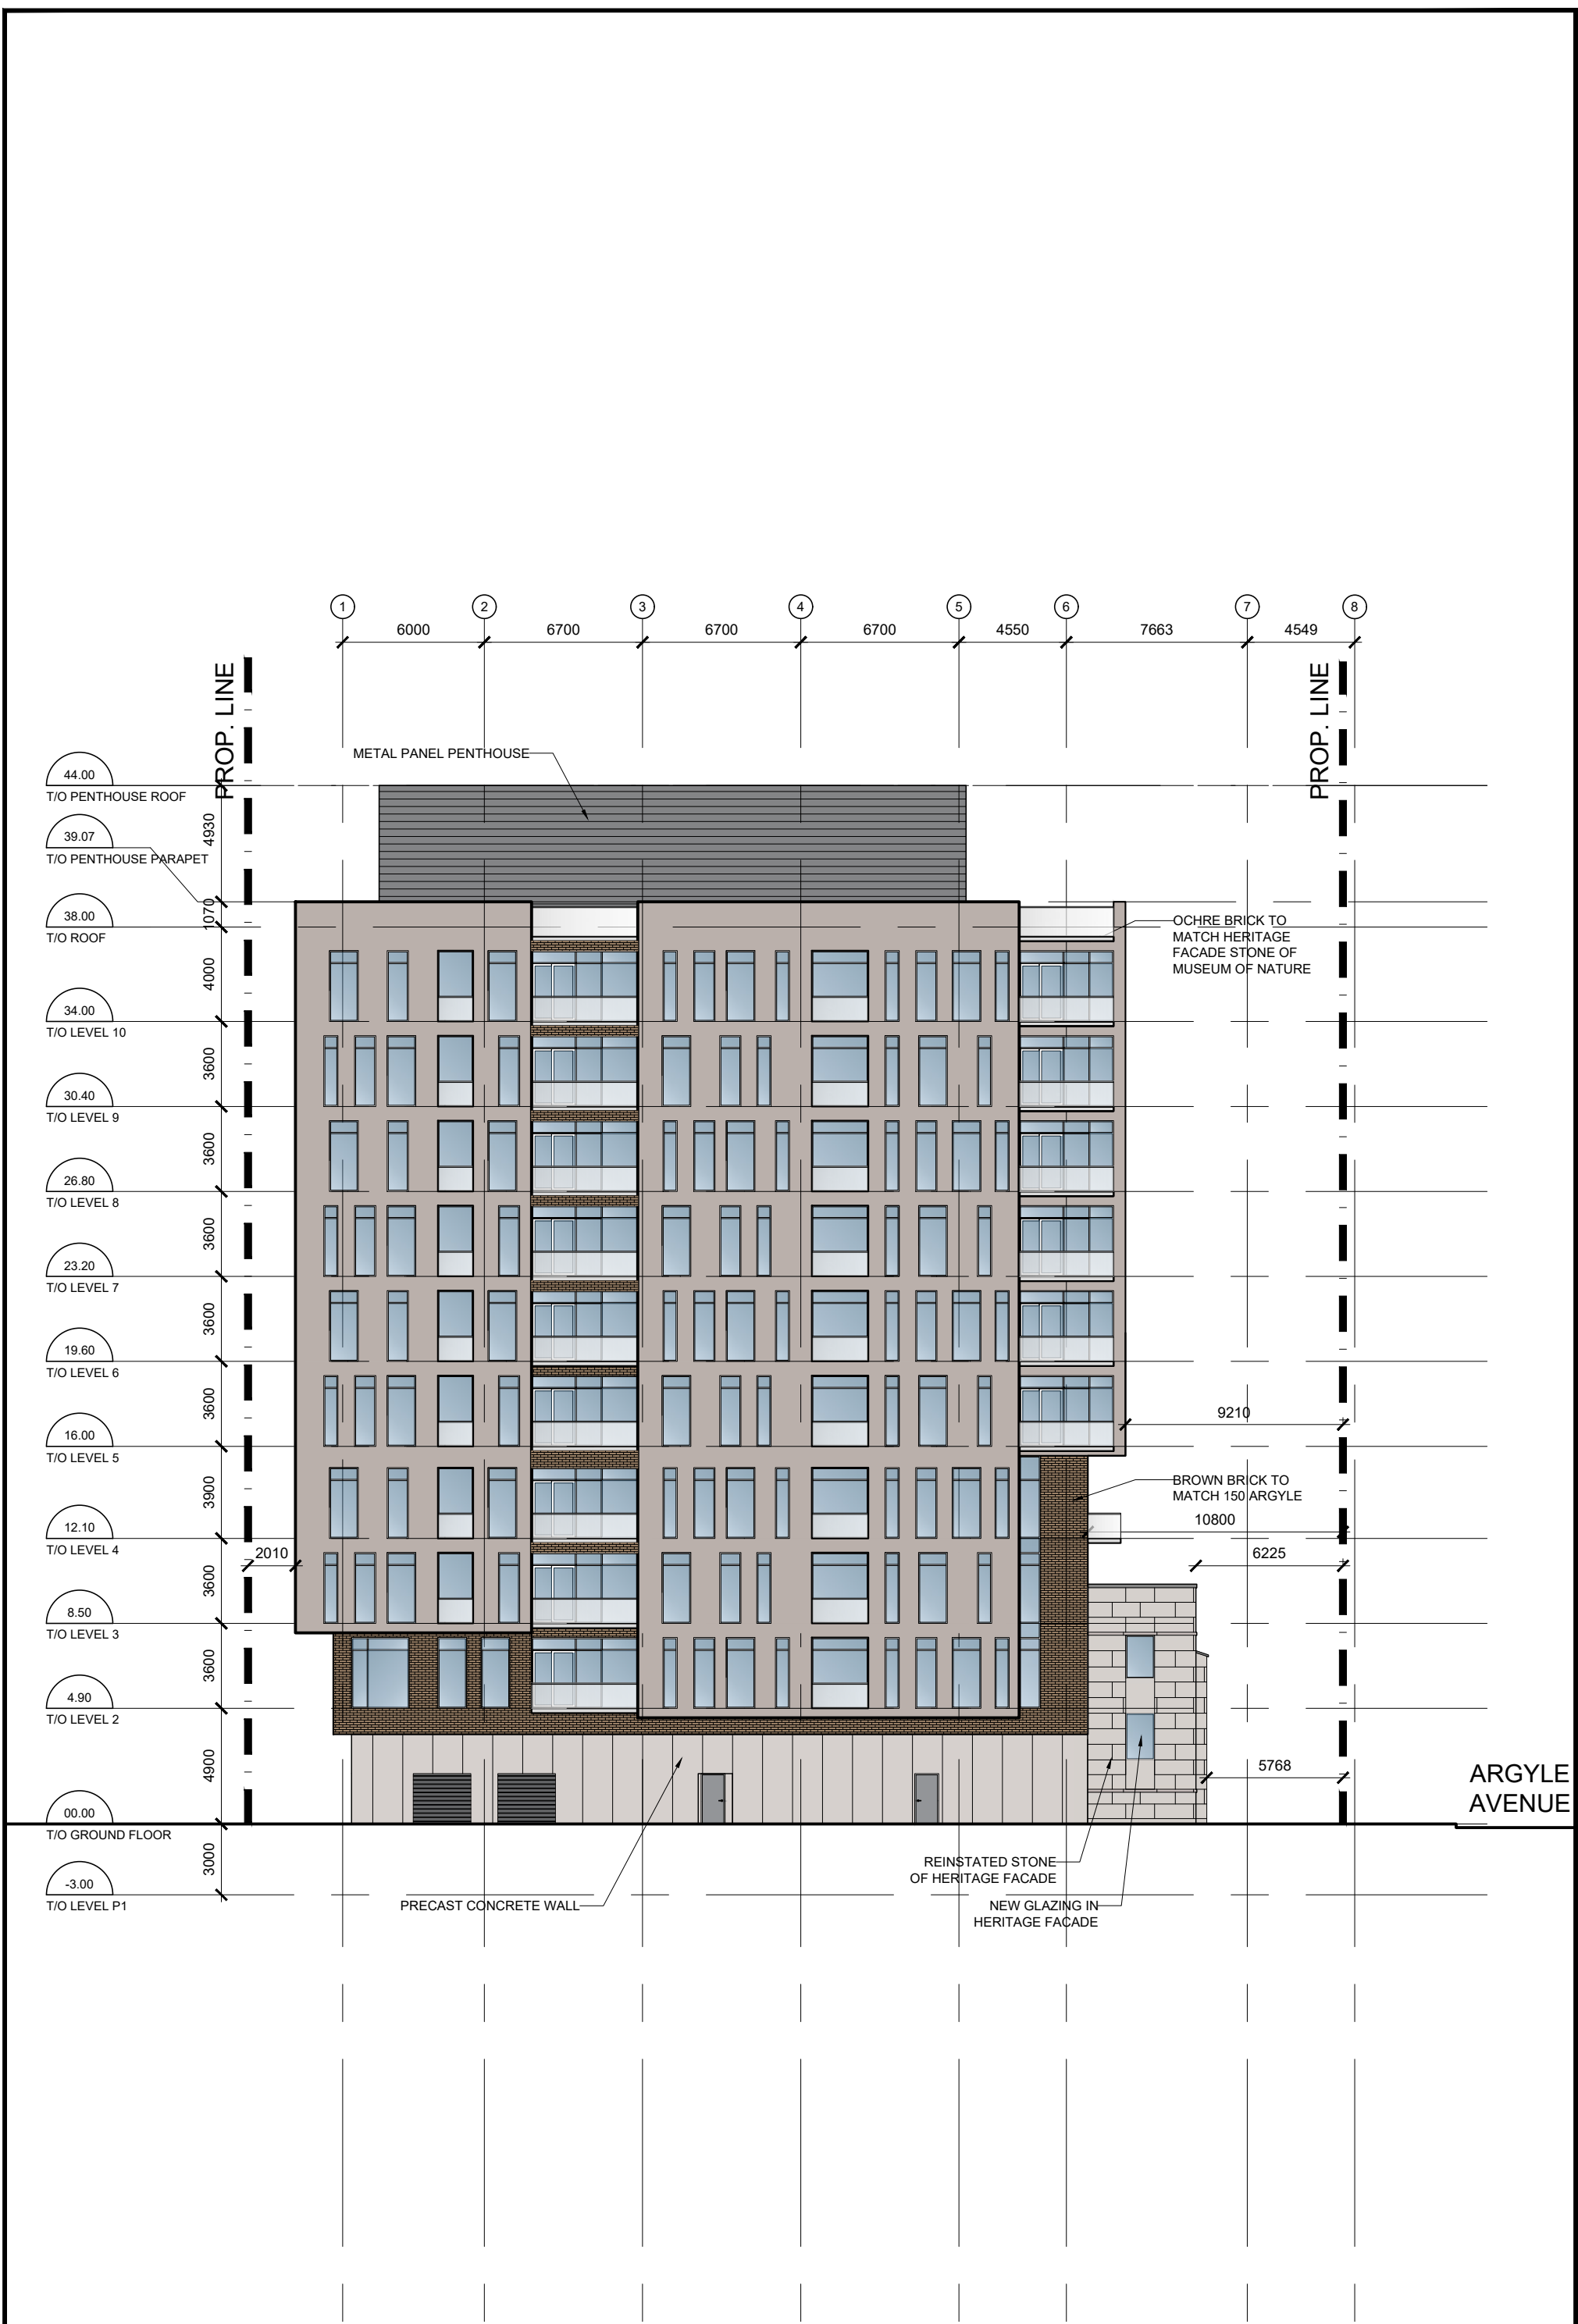 1 2 3 4 5 6 7 8
6000 6700 6700 6700 4550 7663 4549
PROP. LINE
PROP. LINE
METAL PANEL PENTHOUSE
44.00
T/O PENTHOUSE ROOF
4930
39.07
T/O PENTHOUSE PARAPET
1070
38.00
T/O ROOF
OCHRE BRICK TO
MATCH HERITAGE
FACADE STONE OF
MUSEUM OF NATURE
4000
34.00
T/O LEVEL 10
3600
30.40
T/O LEVEL 9
3600
26.80
T/O LEVEL 8
3600
23.20
T/O LEVEL 7
3600
19.60
T/O LEVEL 6
3600
9210
16.00
T/O LEVEL 5
3900
BROWN BRICK TO
MATCH 150 ARGYLE
10800
12.10
T/O LEVEL 4
2010
6225
3600
8.50
T/O LEVEL 3
3600
4.90
T/O LEVEL 2
4900
5768
ARGYLE
AVENUE
00.00
T/O GROUND FLOOR
3000
REINSTATED STONE
OF HERITAGE FACADE
-3.00
T/O LEVEL P1
PRECAST CONCRETE WALL
NEW GLAZING IN
HERITAGE FACADE